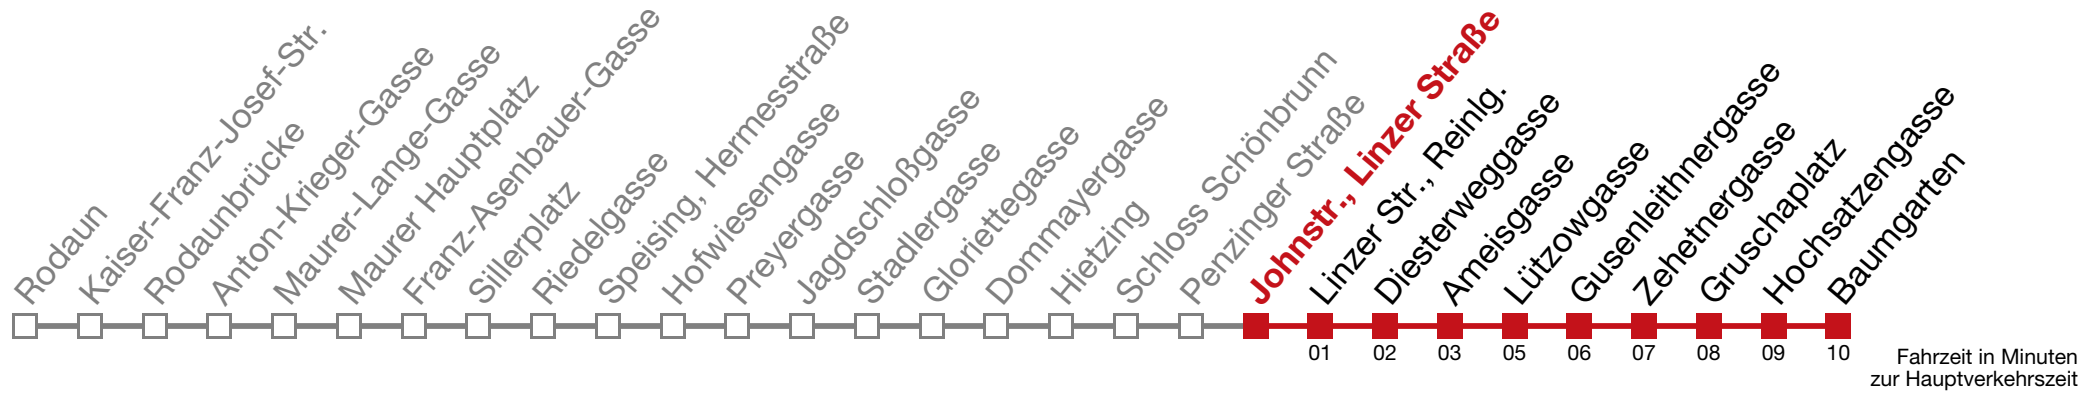 Rodaun
Kaiser-Franz-Josef-Str.
Rodaunbrücke
Anton-Krieger-Gasse
Maurer-Lange-Gasse
Maurer Hauptplatz
Franz-Asenbauer-Gasse
Sillerplatz
Riedelgasse
Speising, Hermesstraße
Hofwiesengasse
Preyergasse
Jagdschloßgasse
Stadlergasse
Gloriettegasse
Dommayergasse
Hietzing
Schloss Schönbrunn
Penzinger Straße
Johnstr., Linzer Straße
Linzer Str., Reinlg.
Diesterweggasse
Ameisgasse
Lützowgasse
Gusenleithnergasse
Zehetnergasse
Gruschaplatz
Hochsatzengasse
Baumgarten
01 02 03 05 06 07 08 09 10
Fahrzeit in Minuten
zur Hauptverkehrszeit